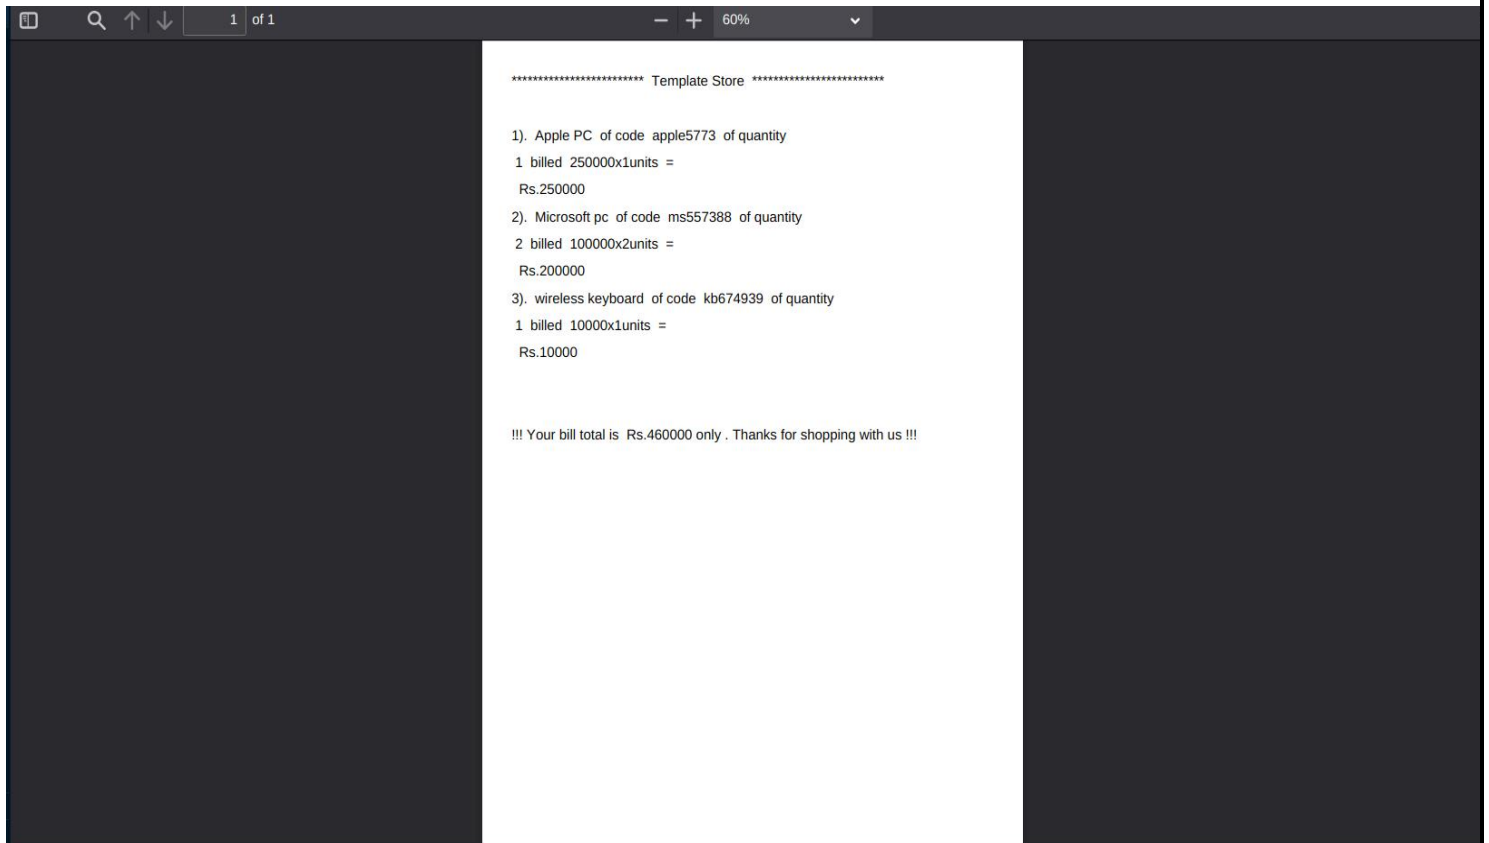 1 of 1 60%
************************* Template Store *************************
1). Apple PC of code apple5773 of quantity
1 billed 250000x1units =
Rs.250000
2). Microsoft pc of code ms557388 of quantity
2 billed 100000x2units =
Rs.200000
3). wireless keyboard of code kb674939 of quantity
1 billed 10000x1units =
Rs.10000
!!! Your bill total is Rs.460000 only . Thanks for shopping with us !!!